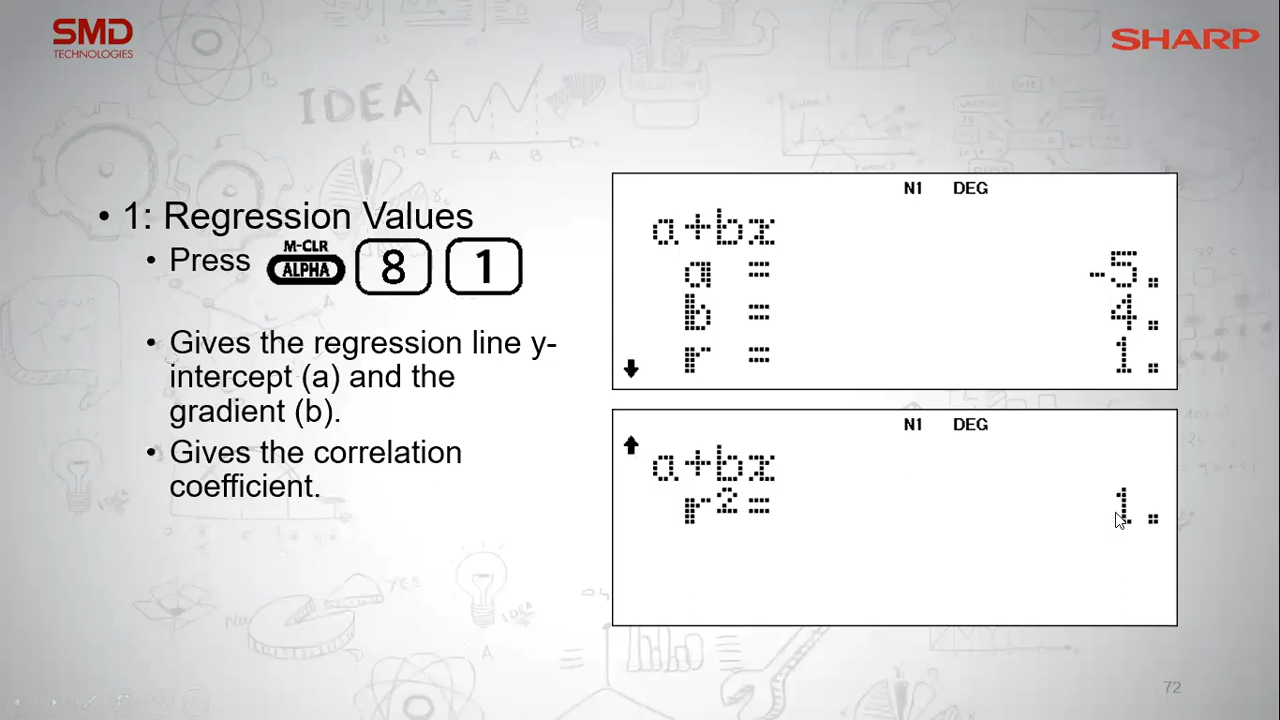 SMD
TECHNOLOGIES
SHARP
IDEA
• 1: Regression Values
• Press M-CLR ALPHA 8 1
• Gives the regression line y-
intercept (a) and the
gradient (b).
• Gives the correlation
coefficient.
N1 DEG
a+bx
a = -5.
b = 4.
r = 1.
N1 DEG
a+bx
r²= 1.
72